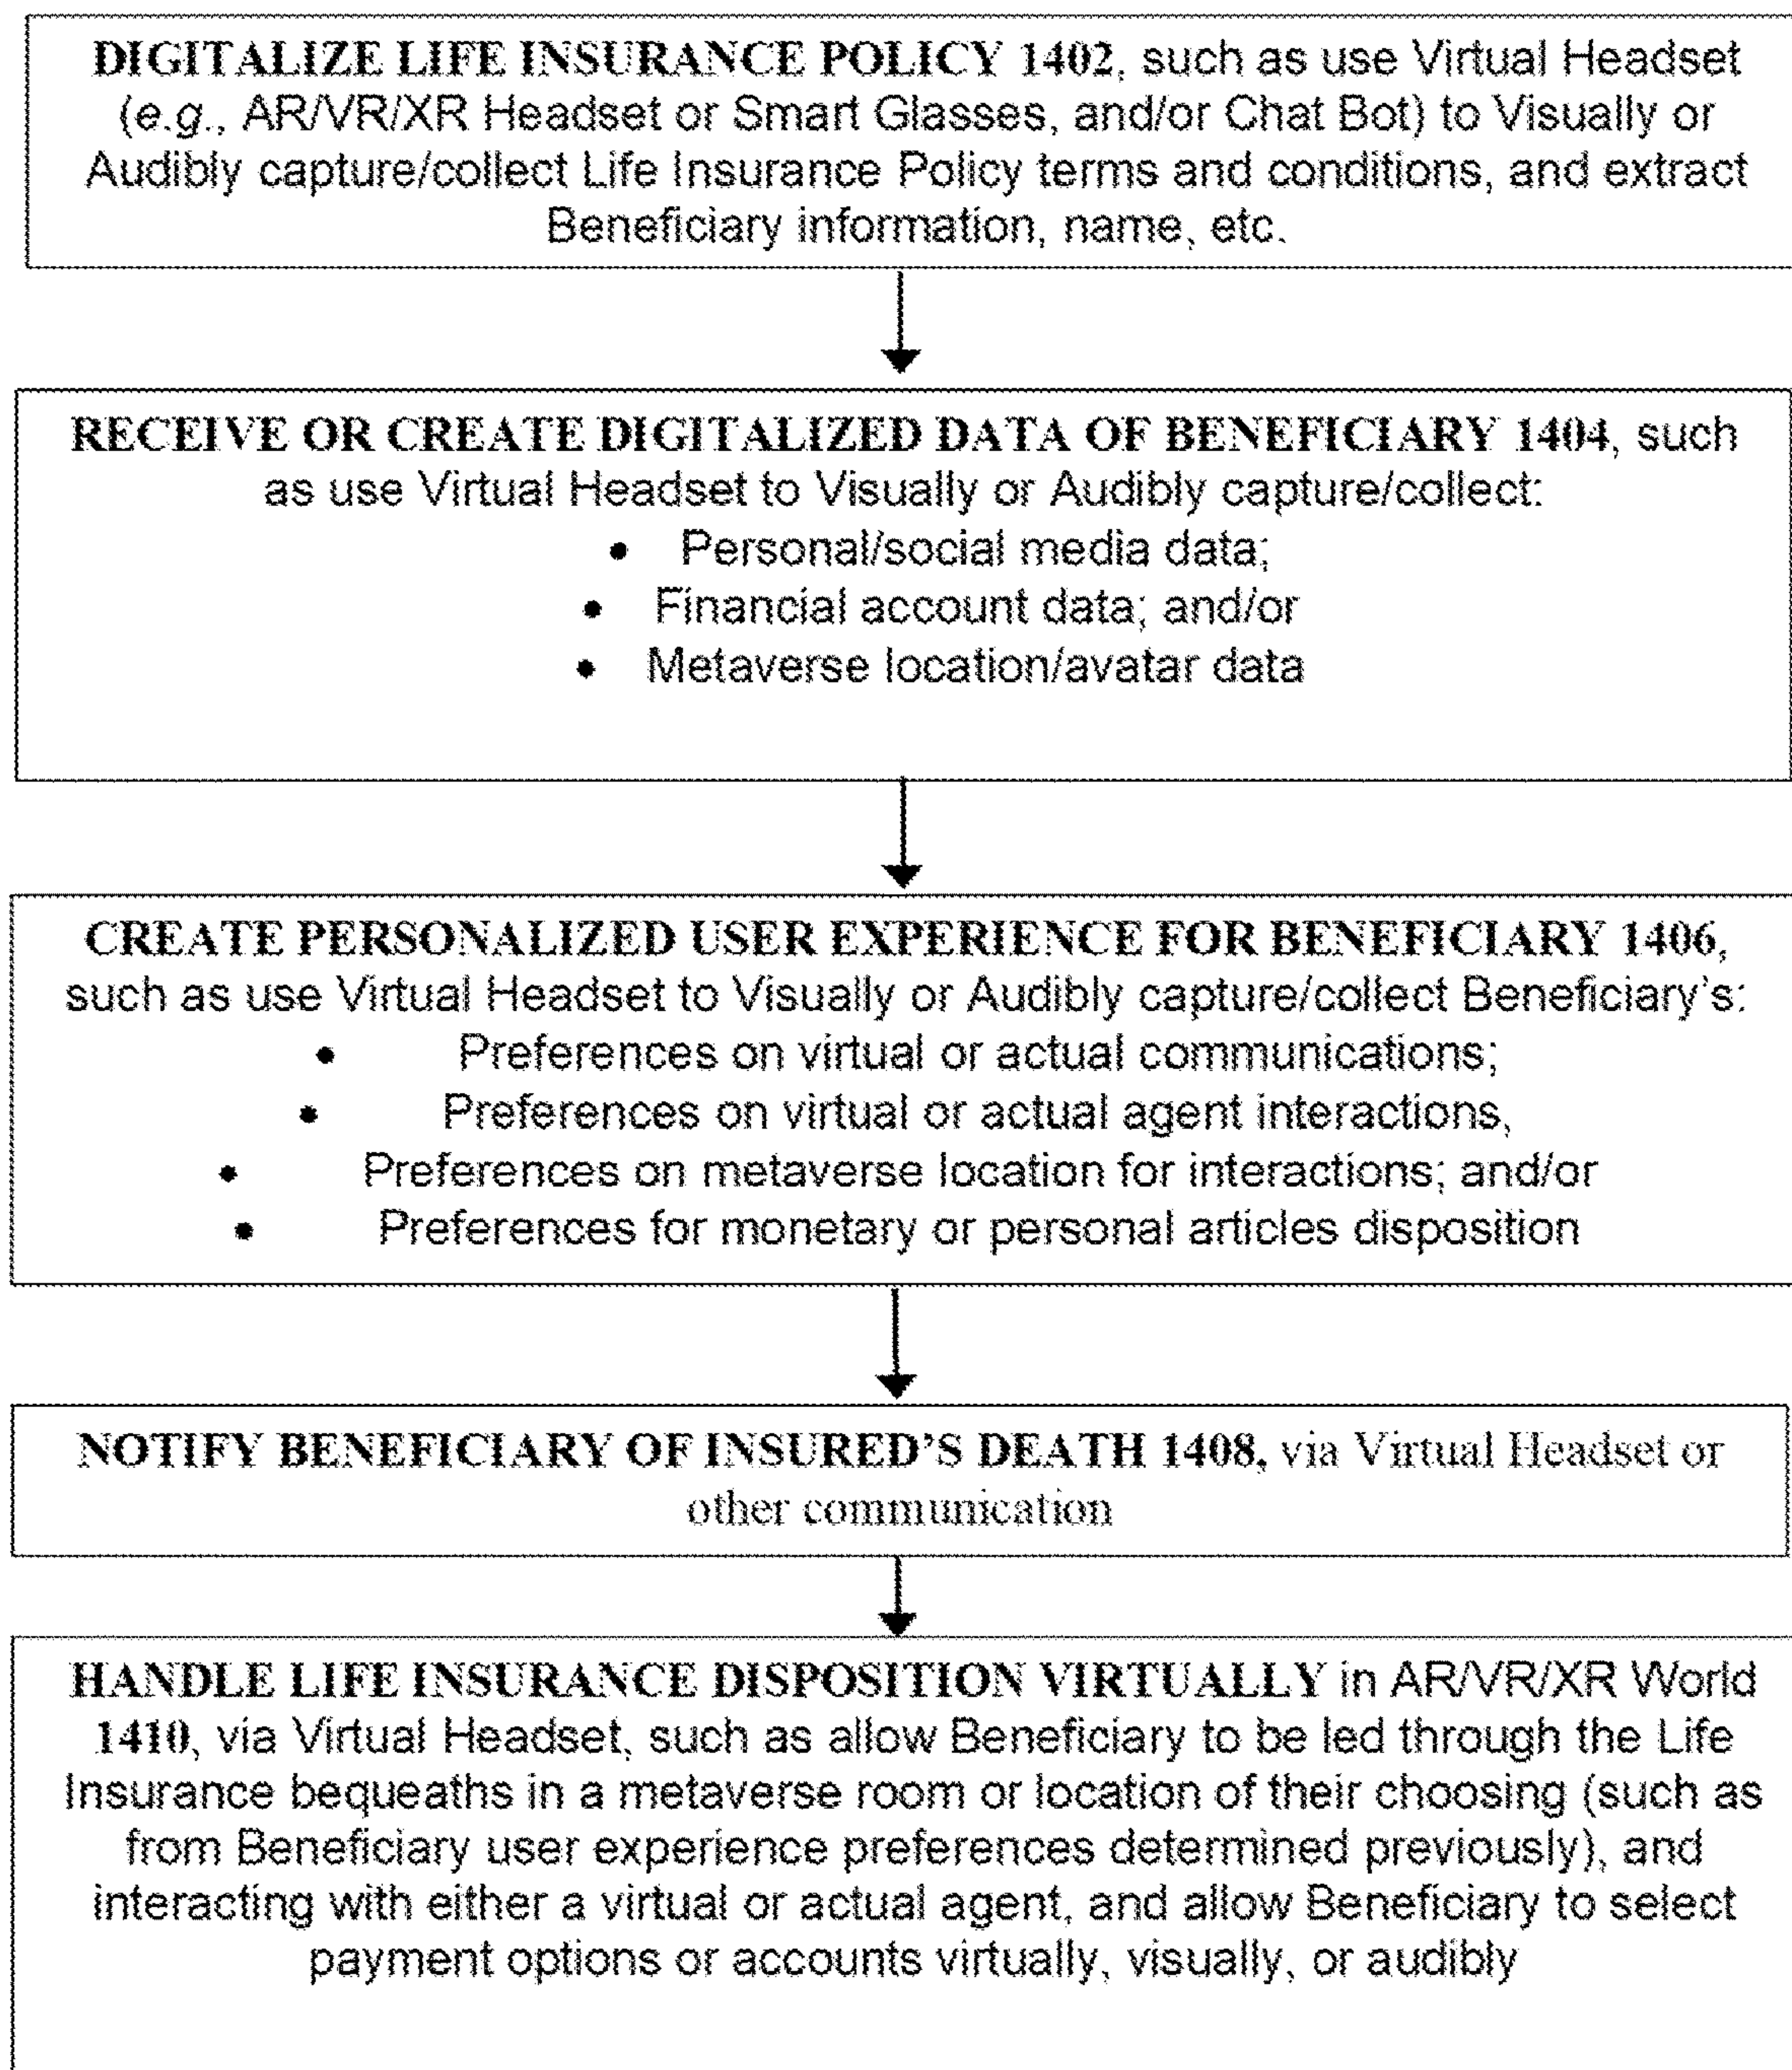 DIGITALIZE LIFE INSURANCE POLICY 1402, such as use Virtual Headset
(e.g., AR/VR/XR Headset or Smart Glasses, and/or Chat Bot) to Visually or
Audibly capture/collect Life Insurance Policy terms and conditions, and extract
Beneficiary information, name, etc.
RECEIVE OR CREATE DIGITALIZED DATA OF BENEFICIARY 1404, such
as use Virtual Headset to Visually or Audibly capture/collect:
• Personal/social media data;
• Financial account data; and/or
• Metaverse location/avatar data
CREATE PERSONALIZED USER EXPERIENCE FOR BENEFICIARY 1406,
such as use Virtual Headset to Visually or Audibly capture/collect Beneficiary's:
• Preferences on virtual or actual communications;
• Preferences on virtual or actual agent interactions,
• Preferences on metaverse location for interactions; and/or
• Preferences for monetary or personal articles disposition
NOTIFY BENEFICIARY OF INSURED'S DEATH 1408, via Virtual Headset or
other communication
HANDLE LIFE INSURANCE DISPOSITION VIRTUALLY in AR/VR/XR World
1410, via Virtual Headset, such as allow Beneficiary to be led through the Life
Insurance bequeaths in a metaverse room or location of their choosing (such as
from Beneficiary user experience preferences determined previously), and
interacting with either a virtual or actual agent, and allow Beneficiary to select
payment options or accounts virtually, visually, or audibly